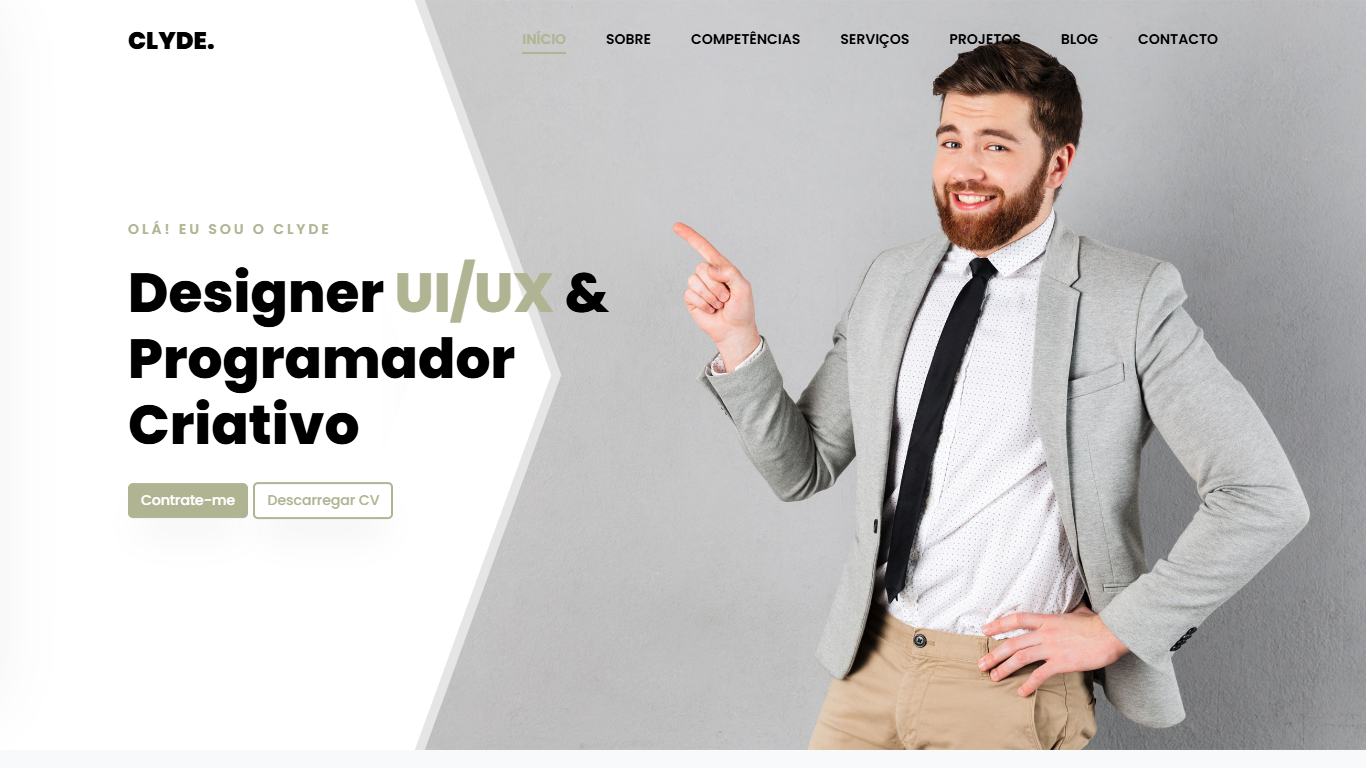 CLYDE.
INÍCIO SOBRE COMPETÊNCIAS SERVIÇOS PROJETOS BLOG CONTACTO
OLÁ! EU SOU O CLYDE
Designer UI/UX &
Programador
Criativo
Contrate-me Descarregar CV